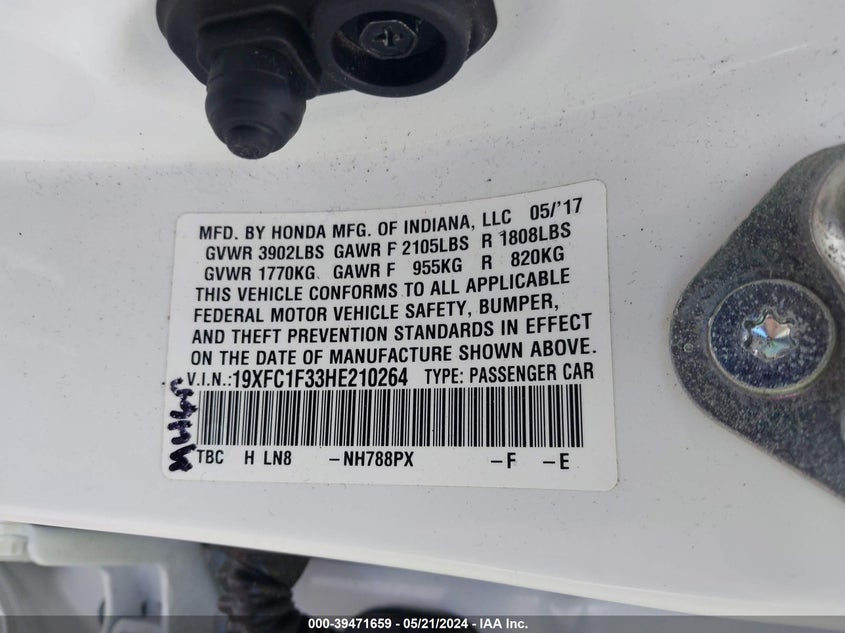 MFD. BY HONDA MFG. OF INDIANA, LLC 05/'17
GVWR 3902LBS GAWR F 2105LBS R 1808LBS
GVWR 1770KG GAWR F 955KG R 820KG
THIS VEHICLE CONFORMS TO ALL APPLICABLE
FEDERAL MOTOR VEHICLE SAFETY, BUMPER,
AND THEFT PREVENTION STANDARDS IN EFFECT
ON THE DATE OF MANUFACTURE SHOWN ABOVE.
V.I.N.:19XFC1F33HE210264 TYPE: PASSENGER CAR
TBC H LN8 -NH788PX -F -E
000-39471659 - 05/21/2024 - IAA Inc.